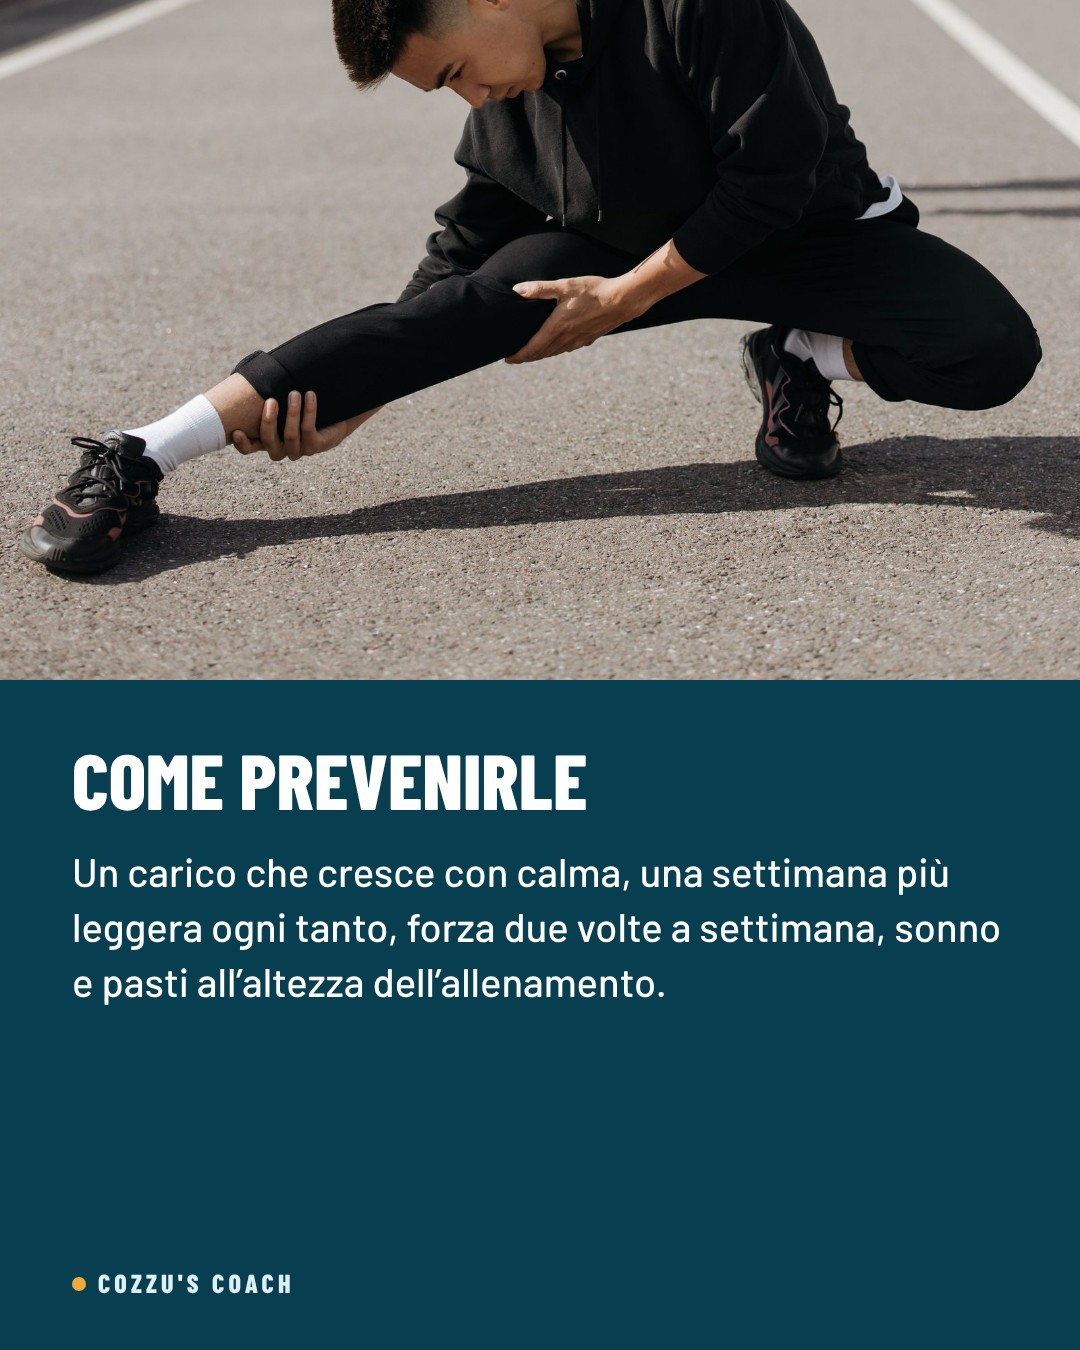 COME PREVENIRLE
Un carico che cresce con calma, una settimana più
leggera ogni tanto, forza due volte a settimana, sonno
e pasti all’altezza dell’allenamento.
COZZU'S COACH